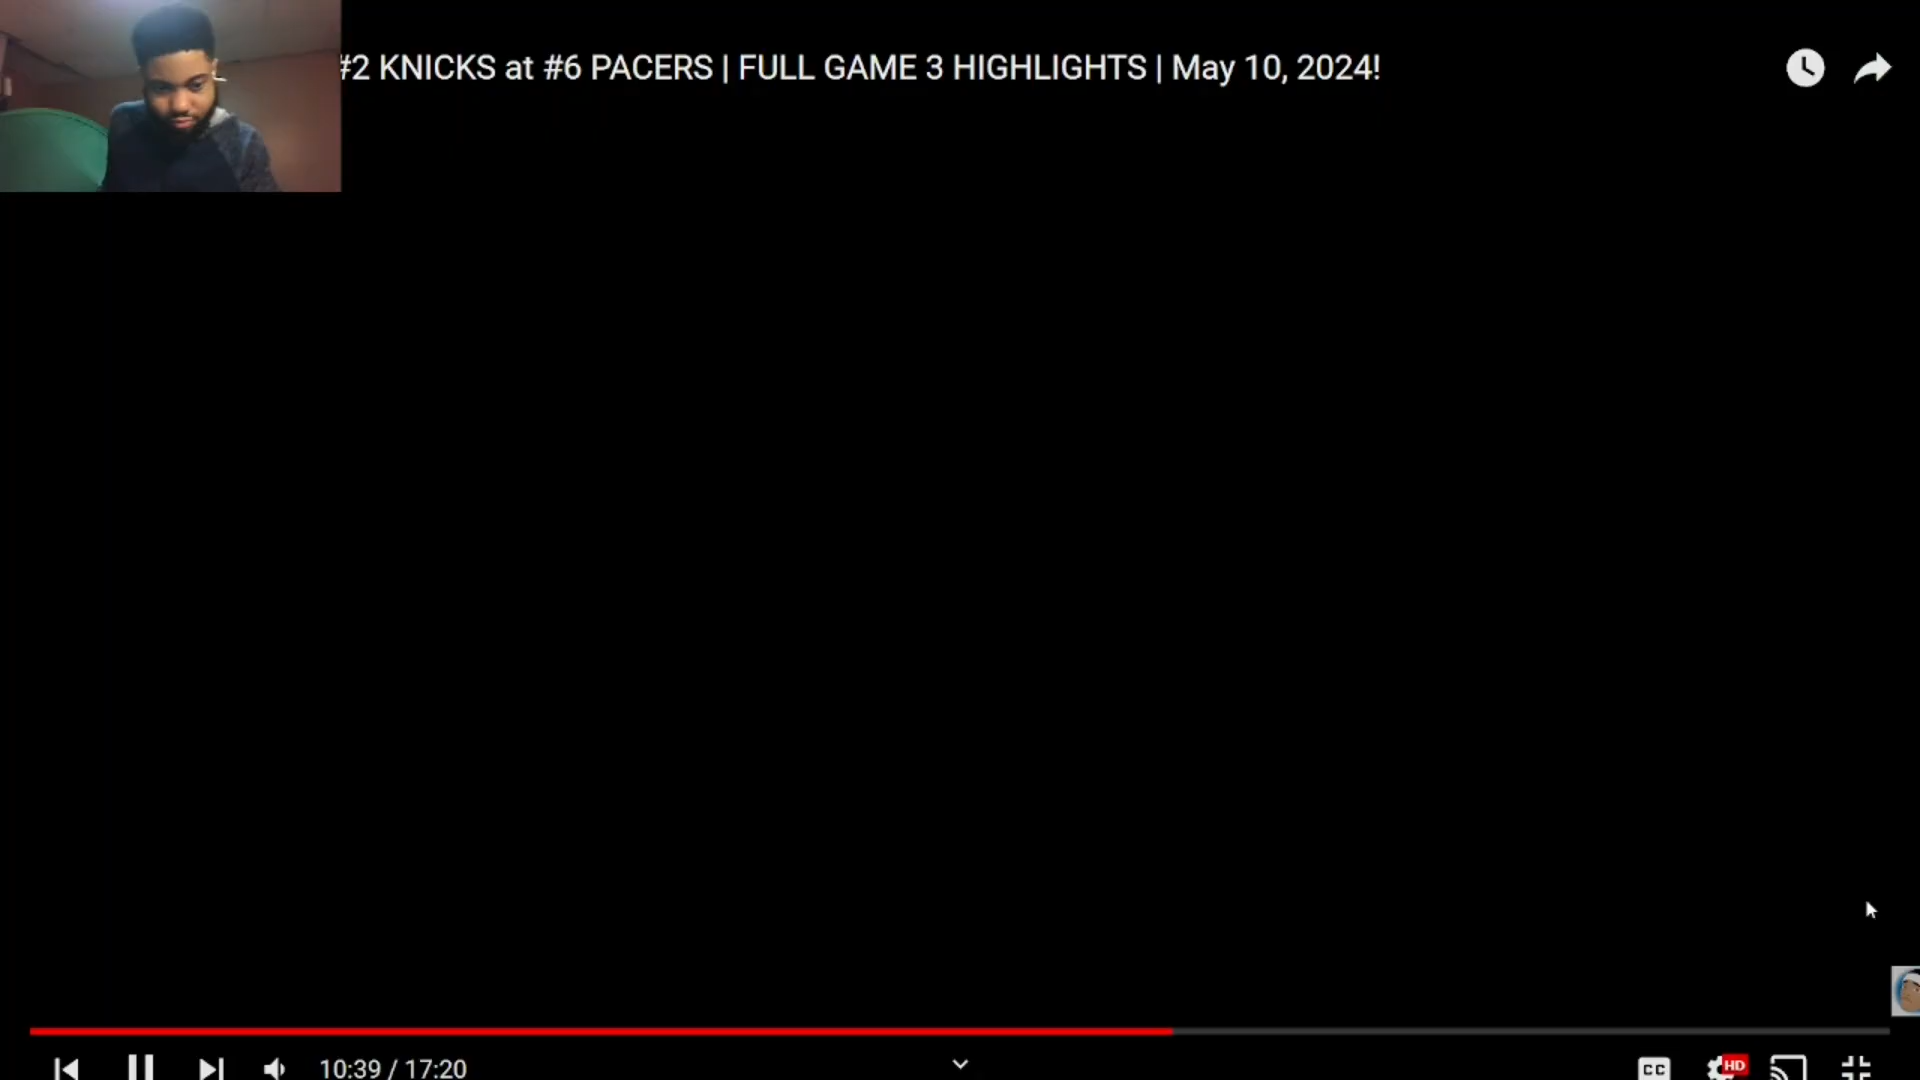 #2 KNICKS at #6 PACERS | FULL GAME 3 HIGHLIGHTS | May 10, 2024!
10:39 / 17:20
CC
HD